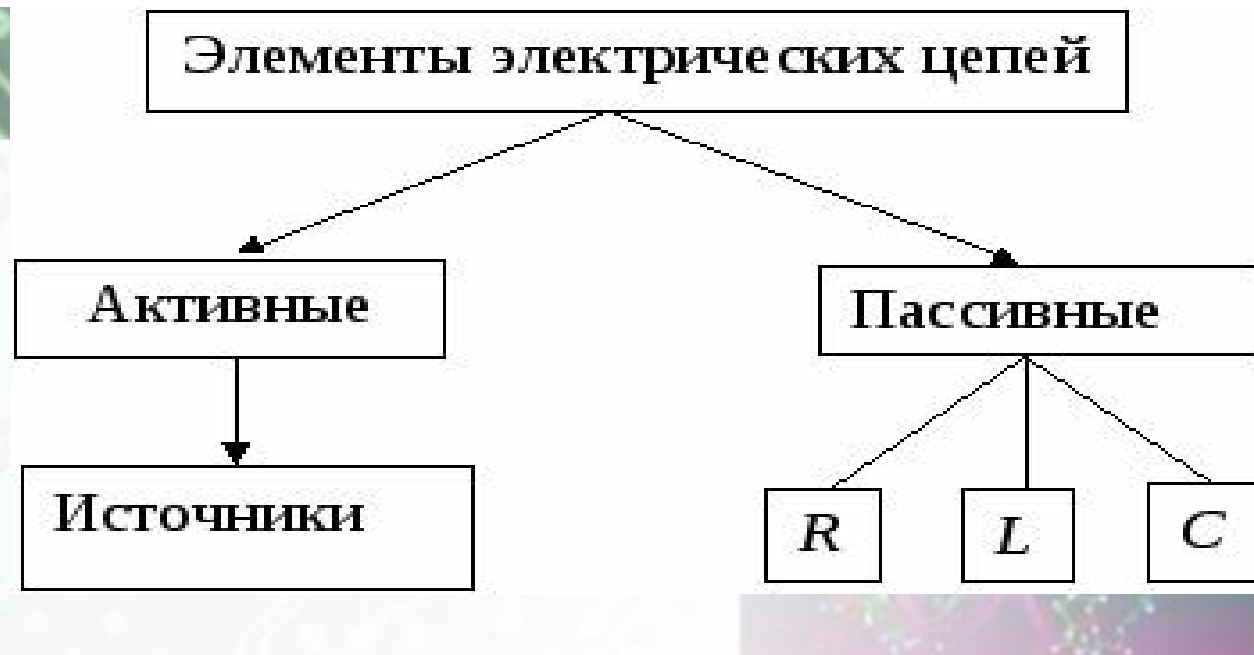 Элементы электрических цепей
Активные
Пассивные
Источники
R
L
C